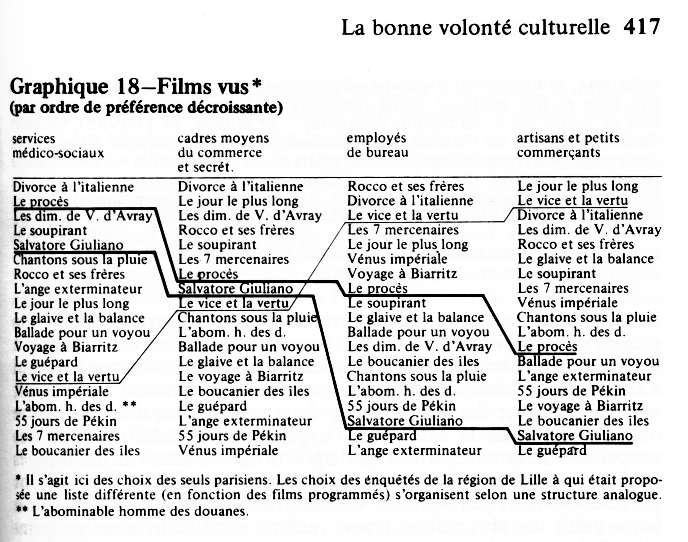 La bonne volonté culturelle 417
Graphique 18—Films vus*
(par ordre de préférence décroissante)
services cadres moyens employés artisans et petits
médico-sociaux du commerce de bureau commerçants
et secrét.
Divorce à l'italienne Divorce à l'italienne Rocco et ses frères Le jour le plus long
Le procès Le jour le plus long Divorce à l'italienne Le vice et la vertu
Les dim. de V. d'Avray Les dim. de V. d'Avray Le vice et la vertu Divorce à l'italienne
Le soupirant Rocco et ses frères Les 7 mercenaires Les dim. de V. d'Avray
Salvatore Giuliano Le soupirant Le jour le plus long Rocco et ses frères
Chantons sous la pluie Les 7 mercenaires Vénus impériale Le glaive et la balance
Rocco et ses frères Le procès Voyage à Biarritz Le soupirant
L'ange exterminateur Salvatore Giuliano Le procès Les 7 mercenaires
Le jour le plus long Le vice et la vertu Le soupirant Vénus impériale
Le glaive et la balance Chantons sous la pluie Le glaive et la balance Chantons sous la pluie
Ballade pour un voyou L'abom. h. des d. Ballade pour un voyou L'abom. h. des d.
Voyage à Biarritz Ballade pour un voyou Les dim. de V. d'Avray Le procès
Le guépard Le glaive et la balance Le boucanier des îles Ballade pour un voyou
Le vice et la vertu Le voyage à Biarritz Chantons sous la pluie L'ange exterminateur
Vénus impériale Le boucanier des îles L'abom. h. des d. 55 jours de Pékin
L'abom. h. des d. ** Le guépard 55 jours de Pékin Le voyage à Biarritz
55 jours de Pékin L'ange exterminateur Salvatore Giuliano Le boucanier des îles
Les 7 mercenaires 55 jours de Pékin Le guépard Salvatore Giuliano
Le boucanier des îles Vénus impériale L'ange exterminateur Le guépard
* Il s'agit ici des choix des seuls parisiens. Les choix des énquétés de la région de Lille à qui était propo-
sée une liste différente (en fonction des films programmés) s'organisent selon une structure analogue.
** L'abominable homme des douanes.